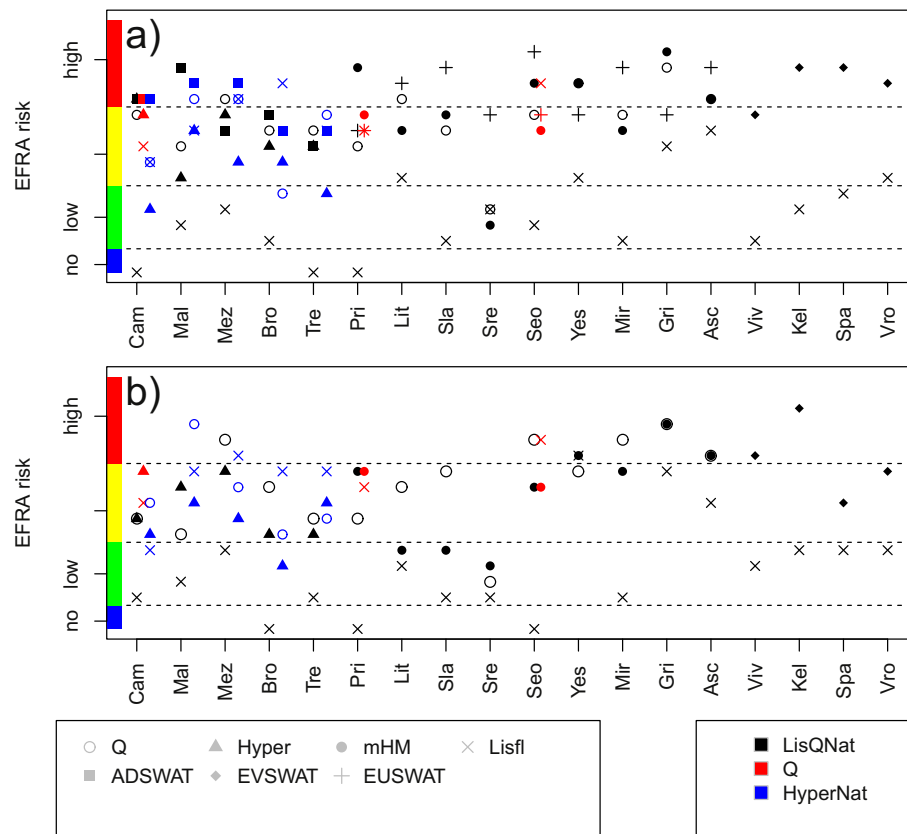 a)
EFRA risk
high
low
no
Cam Mal Mez Bro Tre Pri Lit Sla Sre Seo Yes Mir Gri Asc Viv Kel Spa Vro
b)
EFRA risk
high
low
no
Cam Mal Mez Bro Tre Pri Lit Sla Sre Seo Yes Mir Gri Asc Viv Kel Spa Vro
Q Hyper mHM Lisfl
ADSWAT EVSWAT EUSWAT
LisQNat
Q
HyperNat